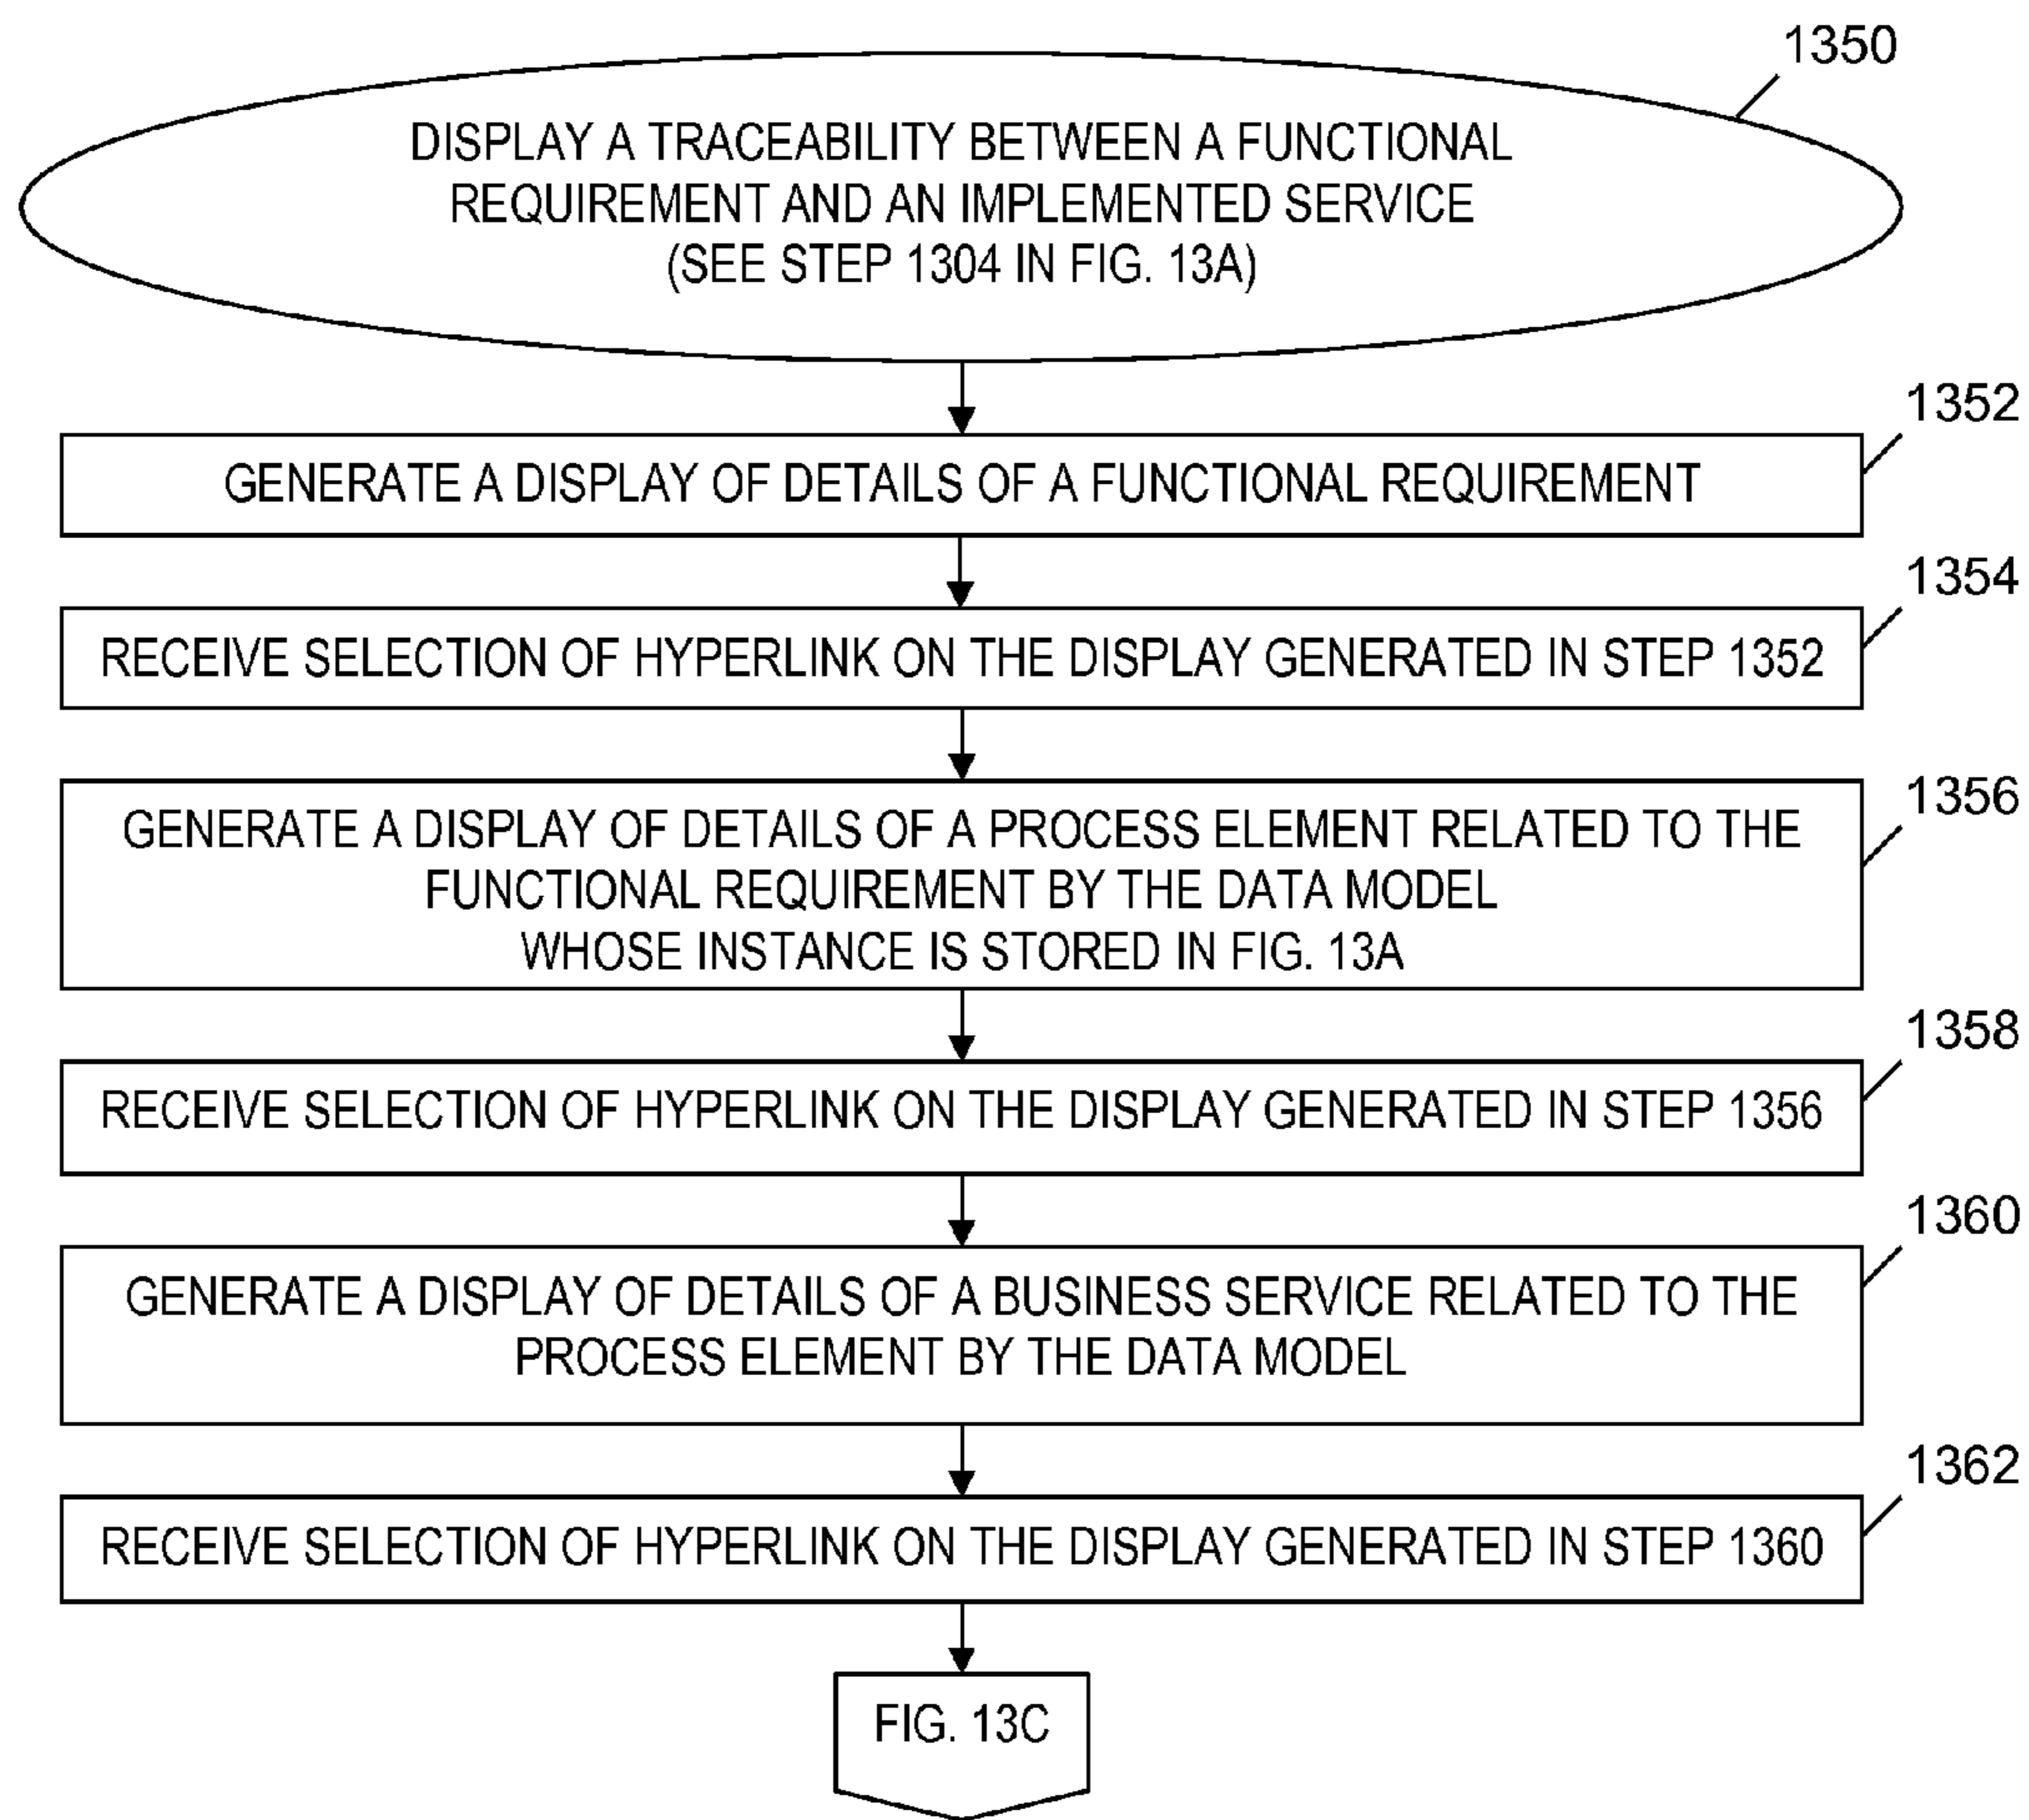 1350
DISPLAY A TRACEABILITY BETWEEN A FUNCTIONAL
REQUIREMENT AND AN IMPLEMENTED SERVICE
(SEE STEP 1304 IN FIG. 13A)
1352
GENERATE A DISPLAY OF DETAILS OF A FUNCTIONAL REQUIREMENT
1354
RECEIVE SELECTION OF HYPERLINK ON THE DISPLAY GENERATED IN STEP 1352
1356
GENERATE A DISPLAY OF DETAILS OF A PROCESS ELEMENT RELATED TO THE
FUNCTIONAL REQUIREMENT BY THE DATA MODEL
WHOSE INSTANCE IS STORED IN FIG. 13A
1358
RECEIVE SELECTION OF HYPERLINK ON THE DISPLAY GENERATED IN STEP 1356
1360
GENERATE A DISPLAY OF DETAILS OF A BUSINESS SERVICE RELATED TO THE
PROCESS ELEMENT BY THE DATA MODEL
1362
RECEIVE SELECTION OF HYPERLINK ON THE DISPLAY GENERATED IN STEP 1360
FIG. 13C